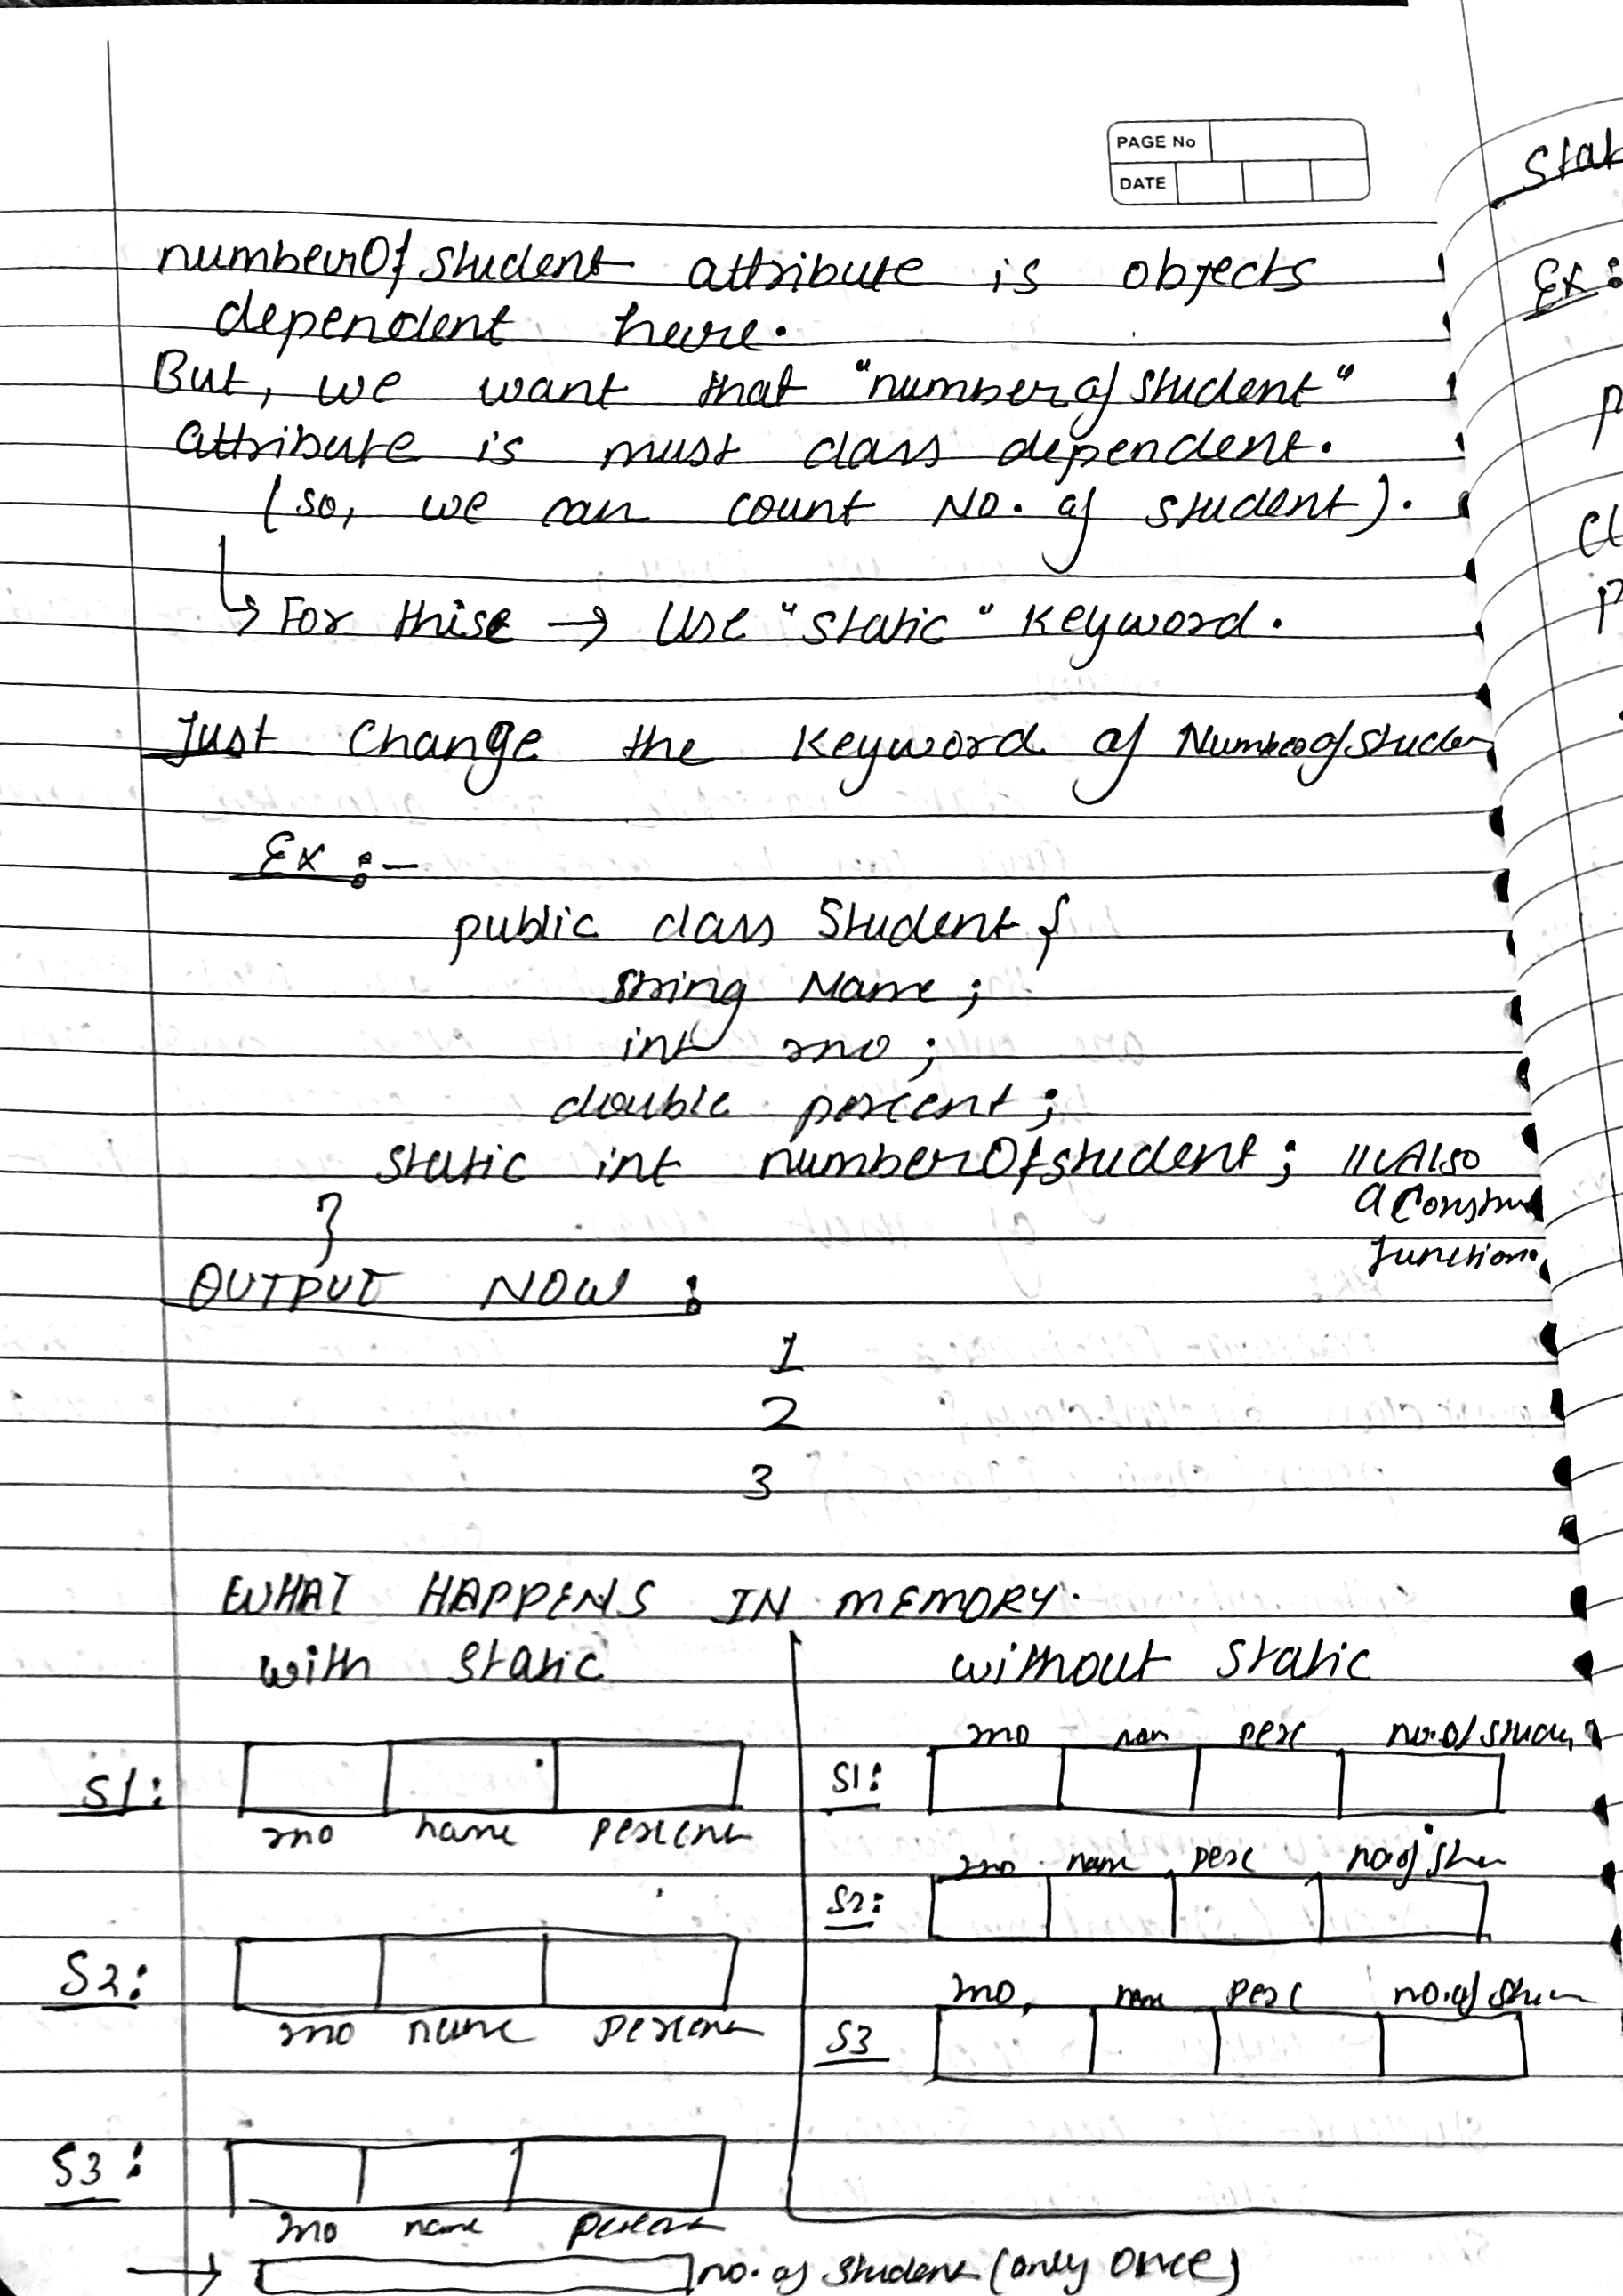 PAGE No
DATE
numberOfstudent attribute is objects
dependent here.
But, we want that "numberofstudent"
attribute is must class dependent.
(so, we can count No. of student).
↳ For thise → Use "static" keyword.
Just Change the Keyword of Numberofstuden
Ex :-
public class Student {
String Name ;
int rno ;
double percent ;
static int numberOfstudent ; // Also
a Constru
function
}
OUTPUT NOW :
1
2
3
WHAT HAPPENS IN MEMORY.
with static
without static
S1:
rno name percent
S2:
rno name percent
S3:
rno name percent
→ no. of student (only once)
rno nam perc no.of studen
S1:
rno name perc no.of stu
S2:
rno name perc no.of stu
S3
Stat
Ex:
p
Cl
p